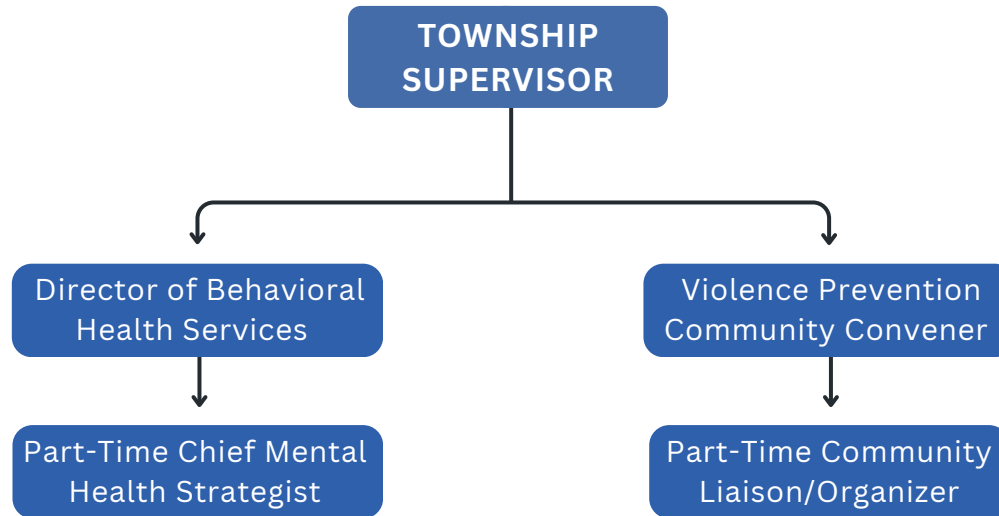 TOWNSHIP
SUPERVISOR
Director of Behavioral
Health Services
Violence Prevention
Community Convener
Part-Time Chief Mental
Health Strategist
Part-Time Community
Liaison/Organizer